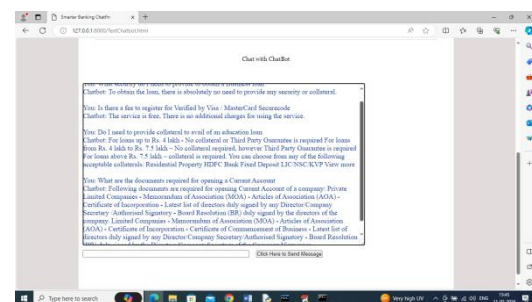 Smarter Banking ChatIn
127.0.0.1:8000/TestChatbot.html
Chat with ChatBot
Chatbot: To obtain the loan, there is absolutely no need to provide any security or collateral.
You: Is there a fee to register for Verified by Visa / MasterCard Securecode
Chatbot: The service is free. There is no additional charges for using the service.
You: Do I need to provide collateral to avail of an education loan
Chatbot: For loans up to Rs. 4 lakh - No collateral or Third Party Guarantee is required For loans
from Rs. 4 lakh to Rs. 7.5 lakh – No collateral required, however Third Party Guarantee is required
For loans above Rs. 7.5 lakh – collateral is required. You can choose from any of the following
acceptable collaterals: Residential Property HDFC Bank Fixed Deposit LIC/NSC/KVP View more
You: What are the documents required for opening a Current Account
Chatbot: Following documents are required for opening Current Account of a company: Private
Limited Companies - Memorandum of Association (MOA) - Articles of Association (AOA) -
Certificate of Incorporation - Latest list of directors duly signed by any Director/Company
Secretary /Authorised Signatory - Board Resolution (BR) duly signed by the directors of the
company. Limited Companies - Memorandum of Association (MOA) - Articles of Association
(AOA) - Certificate of Incorporation - Certificate of Commencement of Business - Latest list of
directors duly signed by any Director/Company Secretary/Authorised Signatory - Board Resolution
Click Here to Send Message
Type here to search
Very high UV
ENG